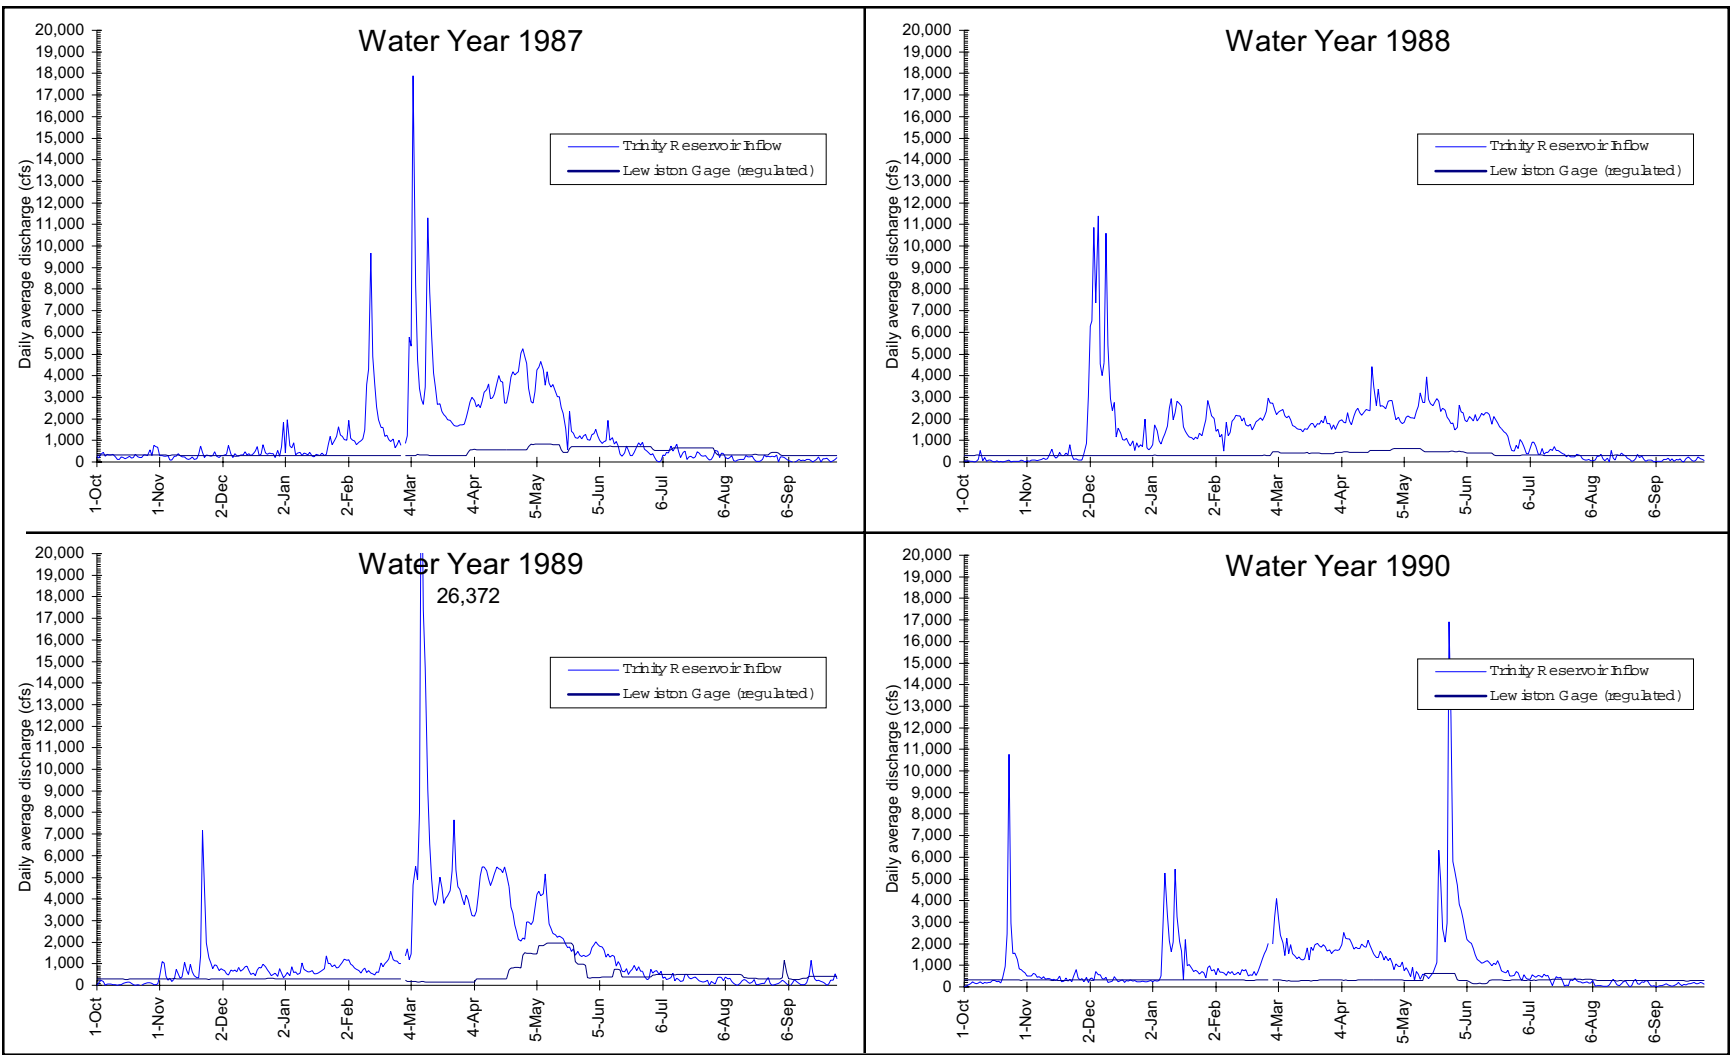 Water Year 1987
Daily average discharge (cfs)
20,000
19,000
18,000
17,000
16,000
15,000
14,000
13,000
12,000
11,000
10,000
9,000
8,000
7,000
6,000
5,000
4,000
3,000
2,000
1,000
0
Trinity Reservoir Inflow
Lewiston Gage (regulated)
1-Oct
1-Nov
2-Dec
2-Jan
2-Feb
4-Mar
4-Apr
5-May
5-Jun
6-Jul
6-Aug
6-Sep
Water Year 1988
Daily average discharge (cfs)
20,000
19,000
18,000
17,000
16,000
15,000
14,000
13,000
12,000
11,000
10,000
9,000
8,000
7,000
6,000
5,000
4,000
3,000
2,000
1,000
0
Trinity Reservoir Inflow
Lewiston Gage (regulated)
1-Oct
1-Nov
2-Dec
2-Jan
2-Feb
4-Mar
4-Apr
5-May
5-Jun
6-Jul
6-Aug
6-Sep
Water Year 1989
26,372
Daily average discharge (cfs)
20,000
19,000
18,000
17,000
16,000
15,000
14,000
13,000
12,000
11,000
10,000
9,000
8,000
7,000
6,000
5,000
4,000
3,000
2,000
1,000
0
Trinity Reservoir Inflow
Lewiston Gage (regulated)
1-Oct
1-Nov
2-Dec
2-Jan
2-Feb
4-Mar
4-Apr
5-May
5-Jun
6-Jul
6-Aug
6-Sep
Water Year 1990
Daily average discharge (cfs)
20,000
19,000
18,000
17,000
16,000
15,000
14,000
13,000
12,000
11,000
10,000
9,000
8,000
7,000
6,000
5,000
4,000
3,000
2,000
1,000
0
Trinity Reservoir Inflow
Lewiston Gage (regulated)
1-Oct
1-Nov
2-Dec
2-Jan
2-Feb
4-Mar
4-Apr
5-May
5-Jun
6-Jul
6-Aug
6-Sep